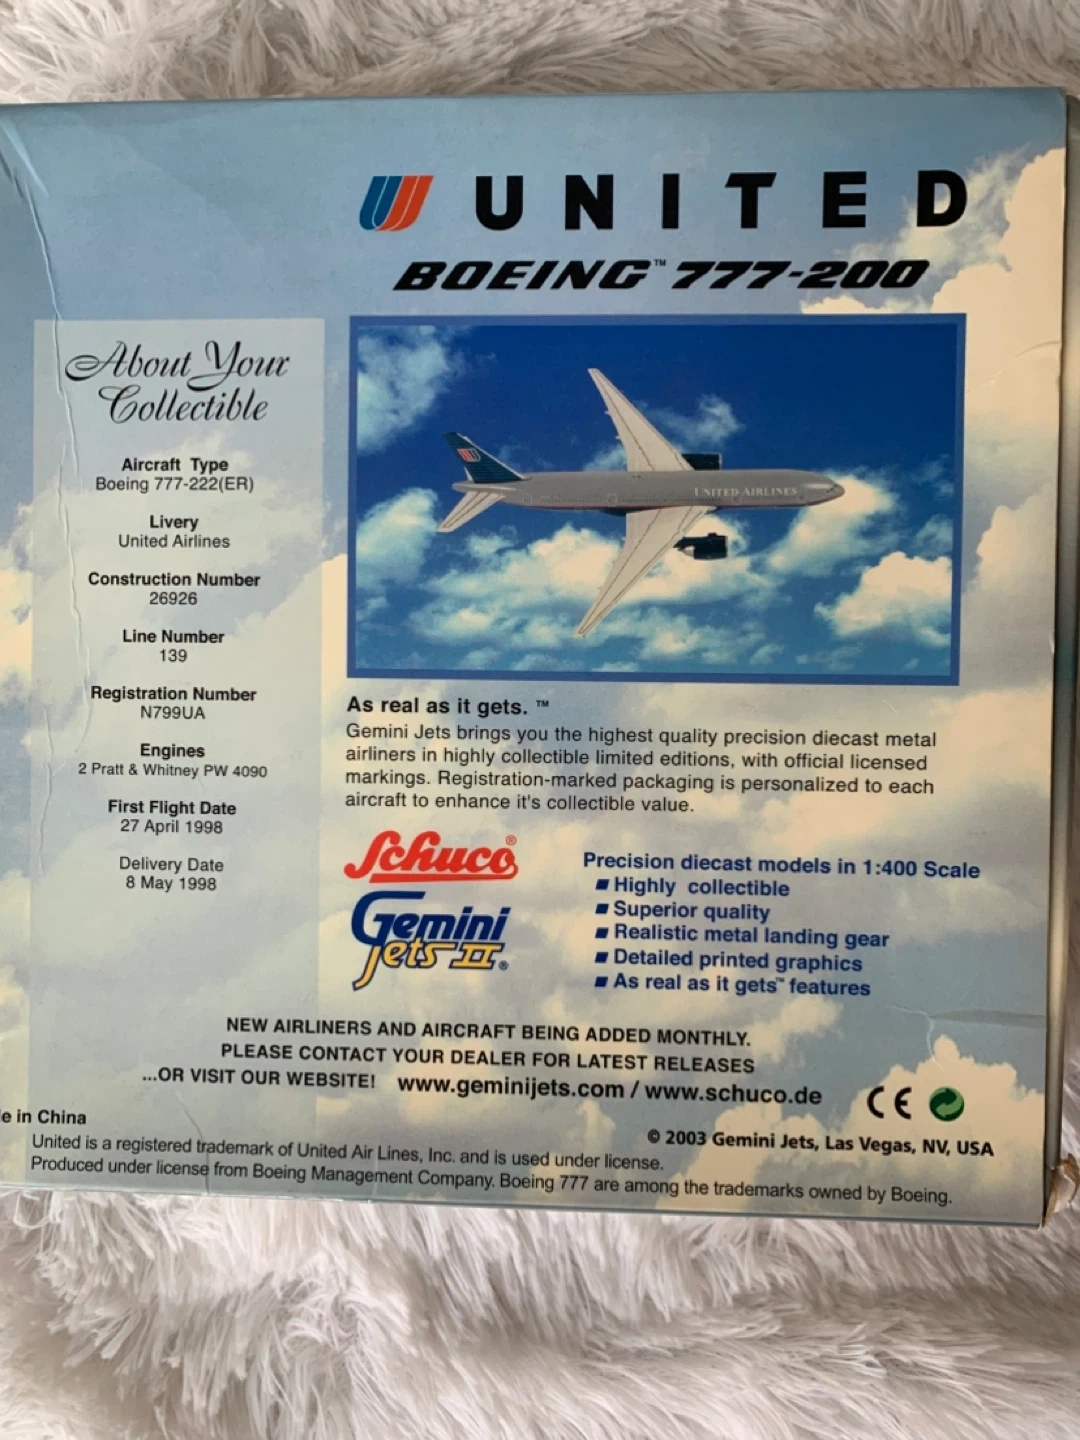 UNITED
BOEING™ 777-200
About Your
Collectible
Aircraft Type
Boeing 777-222(ER)
Livery
United Airlines
Construction Number
26926
Line Number
139
Registration Number
N799UA
Engines
2 Pratt & Whitney PW 4090
First Flight Date
27 April 1998
Delivery Date
8 May 1998
UNITED AIRLINES
As real as it gets. ™
Gemini Jets brings you the highest quality precision diecast metal
airliners in highly collectible limited editions, with official licensed
markings. Registration-marked packaging is personalized to each
aircraft to enhance it's collectible value.
Schuco®
Gemini
Jets II®
Precision diecast models in 1:400 Scale
■ Highly collectible
■ Superior quality
■ Realistic metal landing gear
■ Detailed printed graphics
■ As real as it gets™ features
NEW AIRLINERS AND AIRCRAFT BEING ADDED MONTHLY.
PLEASE CONTACT YOUR DEALER FOR LATEST RELEASES
...OR VISIT OUR WEBSITE! www.geminijets.com / www.schuco.de
CE
e in China
© 2003 Gemini Jets, Las Vegas, NV, USA
United is a registered trademark of United Air Lines, Inc. and is used under license.
Produced under license from Boeing Management Company. Boeing 777 are among the trademarks owned by Boeing.